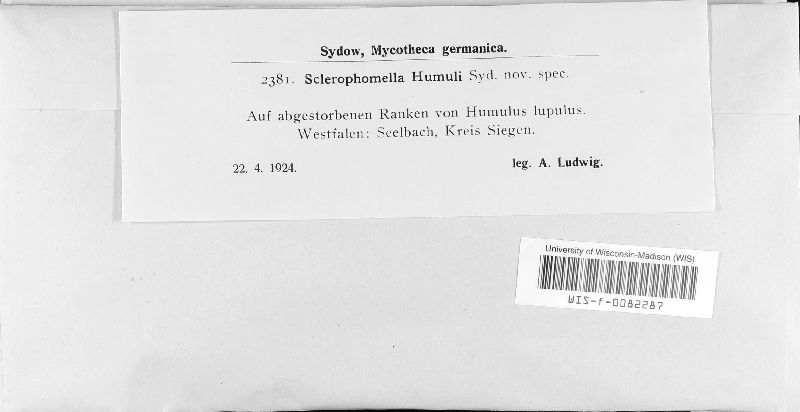 Sydow, Mycotheca germanica.
2381. Sclerophomella Humuli Syd. nov. spec.
Auf abgestorbenen Ranken von Humulus lupulus.
Westfalen: Seelbach, Kreis Siegen.
22. 4. 1924. leg. A. Ludwig.
University of Wisconsin-Madison (WIS)
WIS-f-0082287